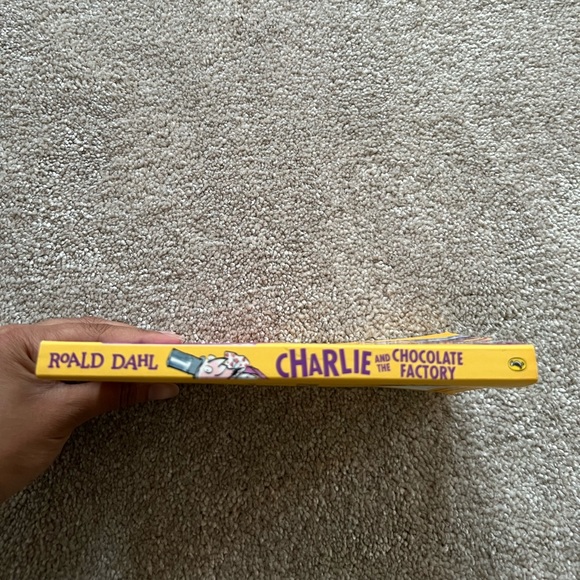 ROALD DAHL
CHARLIE AND THE CHOCOLATE FACTORY